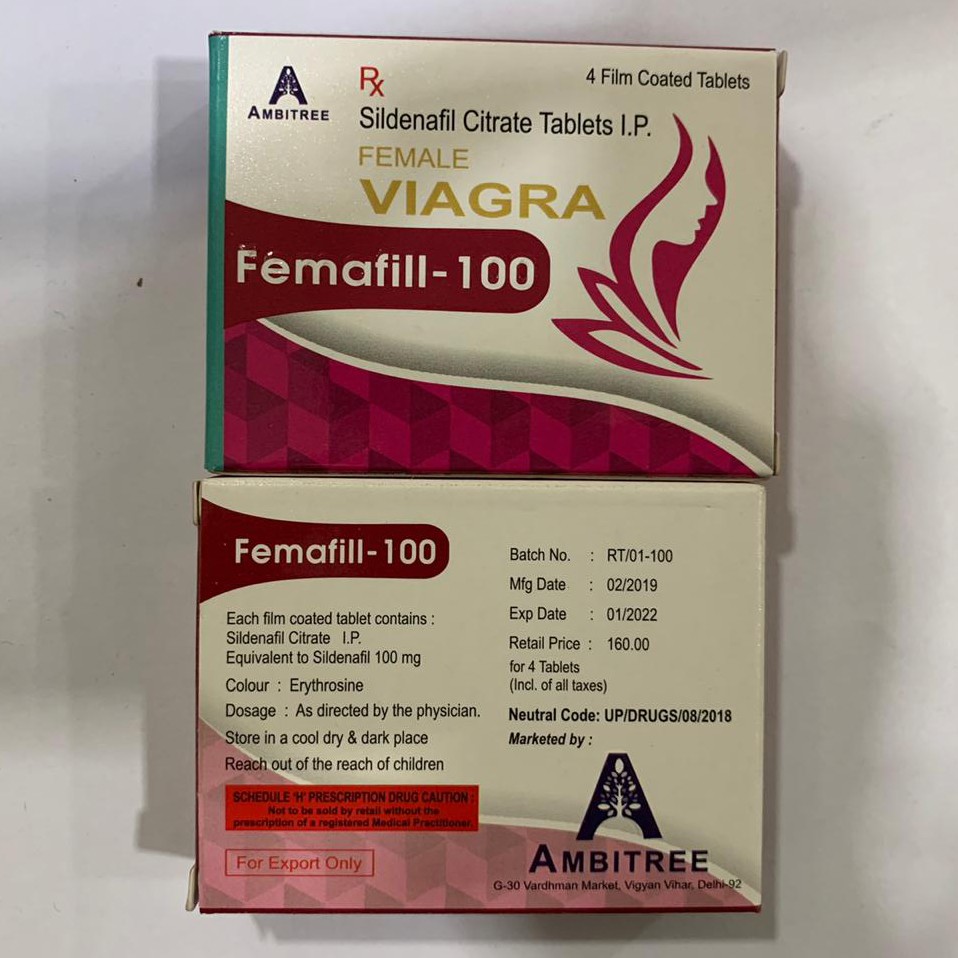 AMBITREE
Rx
4 Film Coated Tablets
Sildenafil Citrate Tablets I.P.
FEMALE
VIAGRA
Femafill-100
Femafill-100
Each film coated tablet contains :
Sildenafil Citrate I.P.
Equivalent to Sildenafil 100 mg
Colour : Erythrosine
Dosage : As directed by the physician.
Store in a cool dry & dark place
Reach out of the reach of children
SCHEDULE 'H' PRESCRIPTION DRUG CAUTION :
Not to be sold by retail without the
prescription of a registered Medical Practitioner.
For Export Only
Batch No. : RT/01-100
Mfg Date : 02/2019
Exp Date : 01/2022
Retail Price : 160.00
for 4 Tablets
(Incl. of all taxes)
Neutral Code: UP/DRUGS/08/2018
Marketed by :
AMBITREE
G-30 Vardhman Market, Vigyan Vihar, Delhi-92